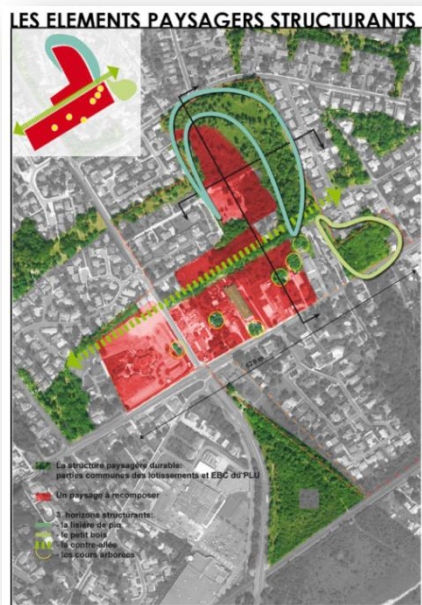 LES ELEMENTS PAYSAGERS STRUCTURANTS
La structure paysagère durable:
parties communes des lotissements et EBC du PLU
Un paysage à recomposer
3 horizons structurants:
- la lisière de pin
- le petit bois
- la contre-allée
- les cours arborées